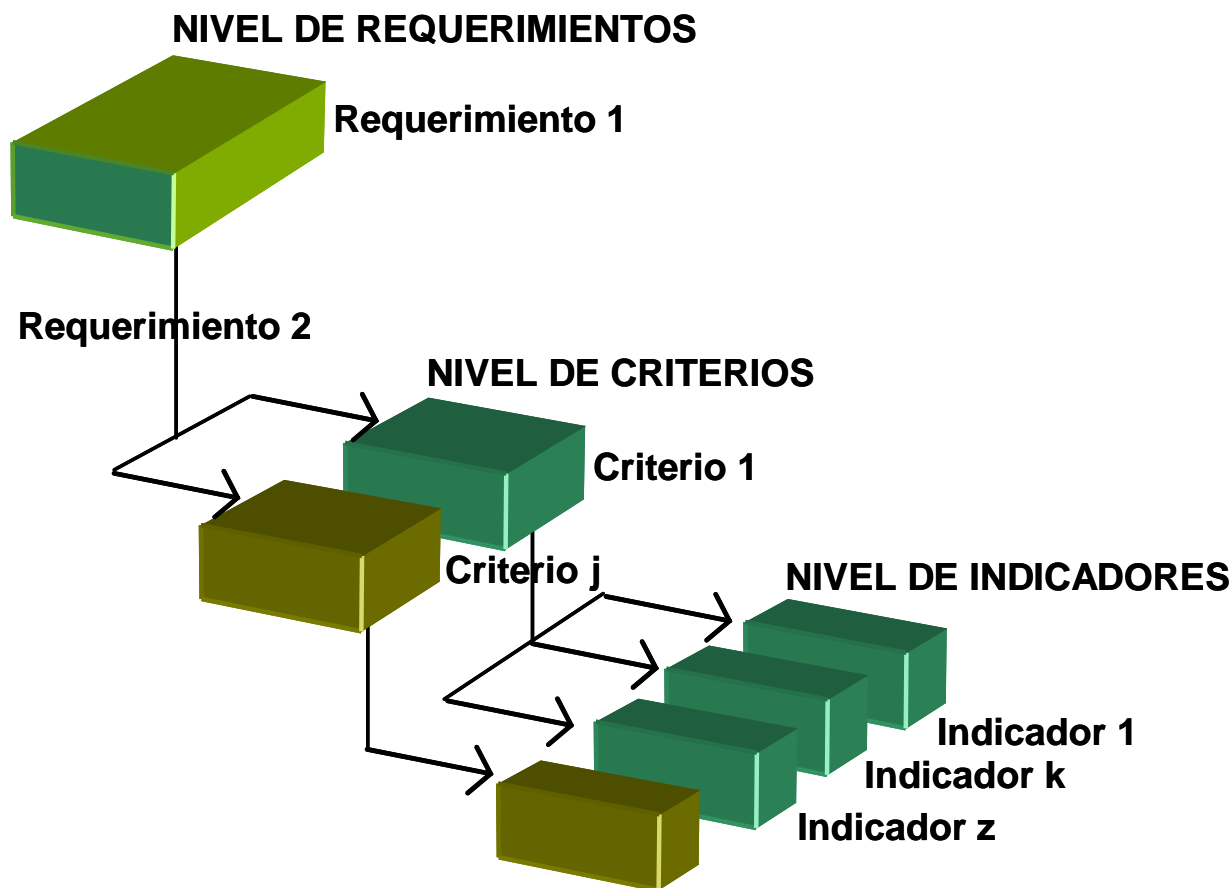 NIVEL DE REQUERIMIENTOS
Requerimiento 1
Requerimiento 2
NIVEL DE CRITERIOS
Criterio 1
Criterio j
NIVEL DE INDICADORES
Indicador 1
Indicador k
Indicador z